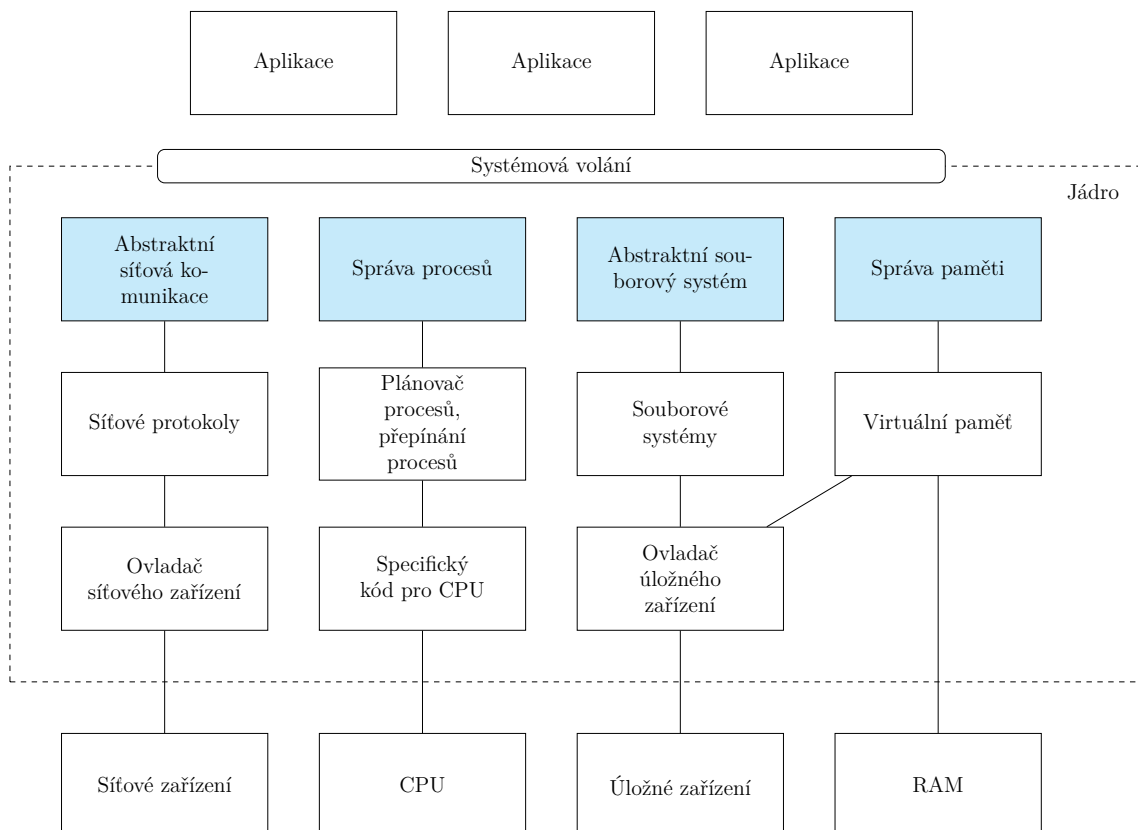 Aplikace
Aplikace
Aplikace
Systémová volání
Jádro
Abstraktní
síťová ko-
munikace
Správa procesů
Abstraktní sou-
borový systém
Správa paměti
Síťové protokoly
Plánovač
procesů,
přepínání
procesů
Souborové
systémy
Virtuální paměť
Ovladač
síťového zařízení
Specifický
kód pro CPU
Ovladač
úložného
zařízení
Síťové zařízení
CPU
Úložné zařízení
RAM